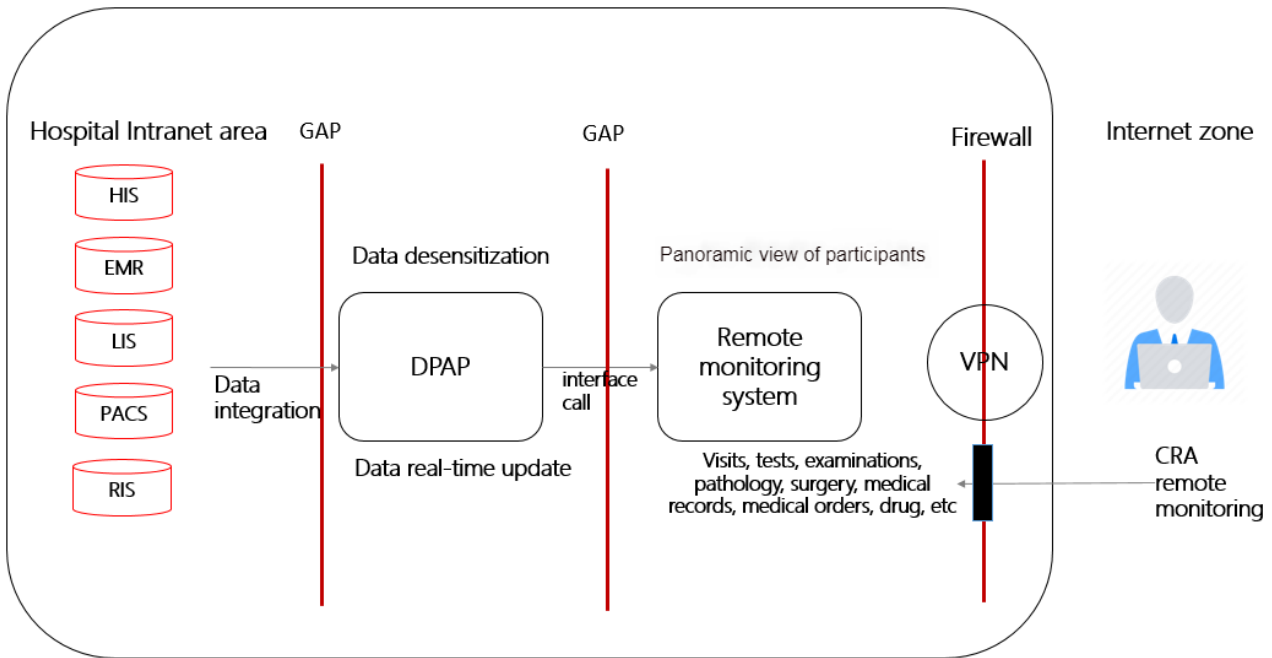 Hospital Intranet area
GAP
GAP
Firewall
Internet zone
HIS
EMR
LIS
PACS
RIS
Data
integration
Data desensitization
DPAP
Data real-time update
interface
call
Panoramic view of participants
Remote
monitoring
system
Visits, tests, examinations,
pathology, surgery, medical
records, medical orders, drug, etc
VPN
CRA
remote
monitoring